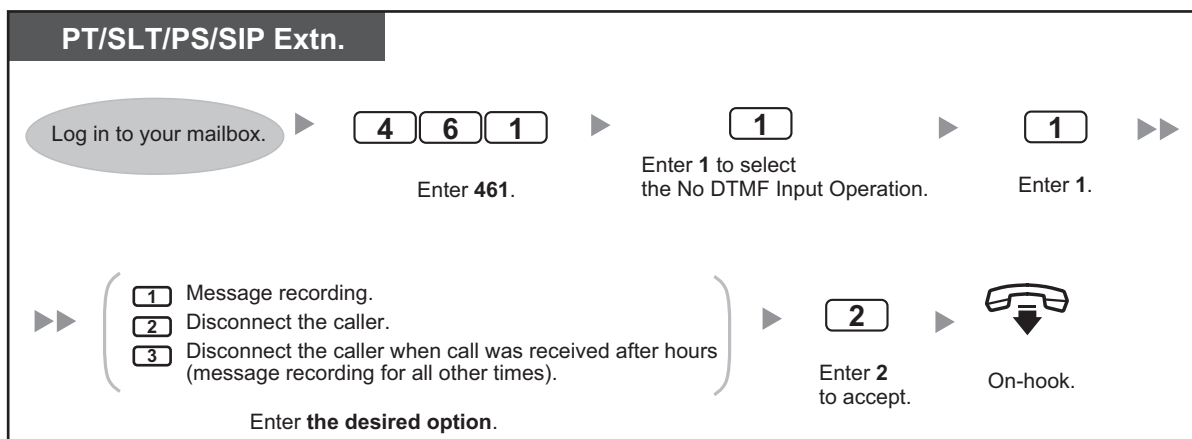 PT/SLT/PS/SIP Extn.
Log in to your mailbox.
4 6 1
Enter 461.
1
Enter 1 to select
the No DTMF Input Operation.
1
Enter 1.
1 Message recording.
2 Disconnect the caller.
3 Disconnect the caller when call was received after hours
(message recording for all other times).
Enter the desired option.
2
Enter 2
to accept.
On-hook.